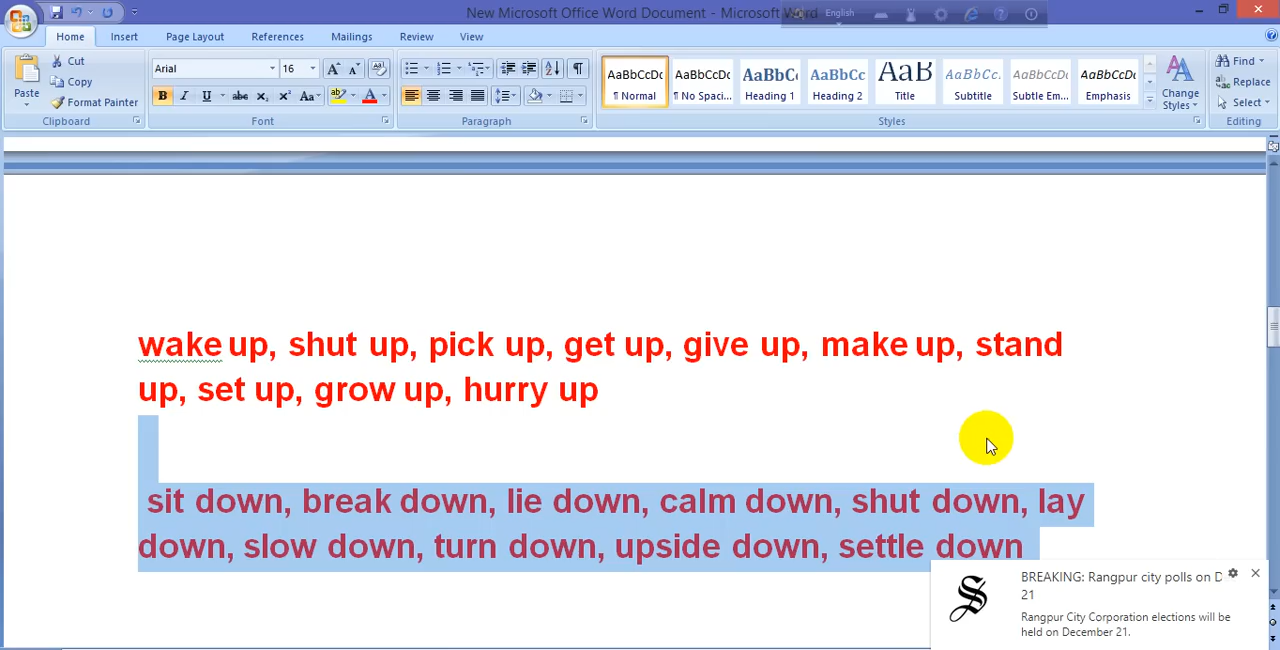 New Microsoft Office Word Document - Microsoft Word
English
Home Insert Page Layout References Mailings Review View
Paste
Cut
Copy
Format Painter
Clipboard
Arial 16
Font
Paragraph
AaBbCcDc AaBbCcDc AaBbCc AaBbCc AaB AaBbCc. AaBbCcDc AaBbCcDc
¶ Normal ¶ No Spaci... Heading 1 Heading 2 Title Subtitle Subtle Em... Emphasis
Change
Styles
Styles
Find
Replace
Select
Editing
wake up, shut up, pick up, get up, give up, make up, stand
up, set up, grow up, hurry up
sit down, break down, lie down, calm down, shut down, lay
down, slow down, turn down, upside down, settle down
S
BREAKING: Rangpur city polls on D
21
Rangpur City Corporation elections will be
held on December 21.